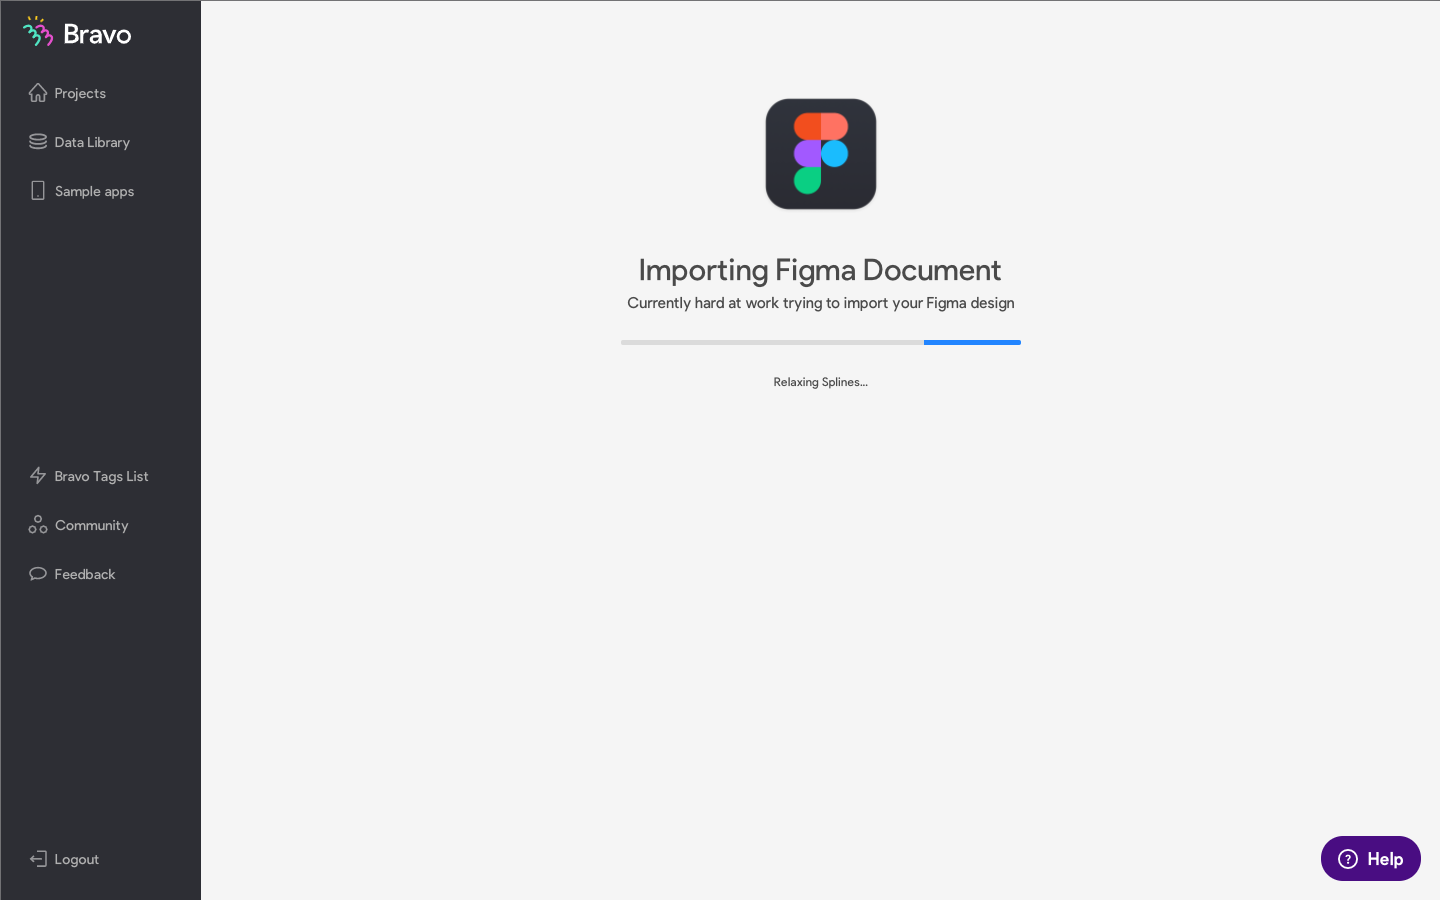 Bravo
Projects
Data Library
Sample apps
Bravo Tags List
Community
Feedback
Logout
Importing Figma Document
Currently hard at work trying to import your Figma design
Relaxing Splines...
Help